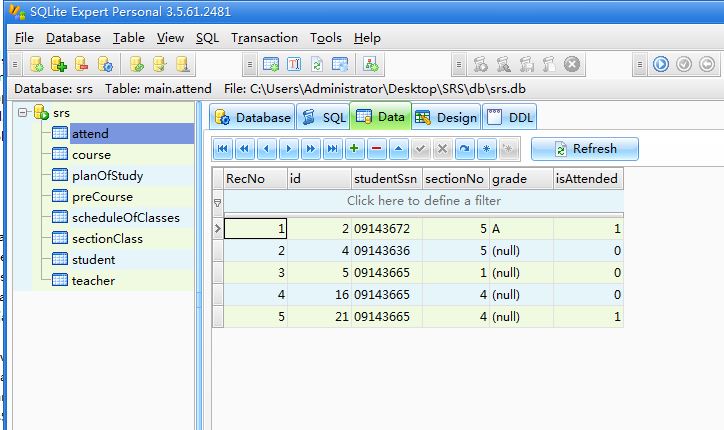 SQLite Expert Personal 3.5.61.2481
File Database Table View SQL Transaction Tools Help
Database: srs Table: main.attend File: C:\Users\Administrator\Desktop\SRS\db\srs.db
srs
attend
course
planOfStudy
preCourse
scheduleOfClasses
sectionClass
student
teacher
Database SQL Data Design DDL
Refresh
RecNo id studentSsn sectionNo grade isAttended
Click here to define a filter
1 2 09143672 5 A 1
2 4 09143636 5 (null) 0
3 5 09143665 1 (null) 0
4 16 09143665 4 (null) 0
5 21 09143665 4 (null) 1